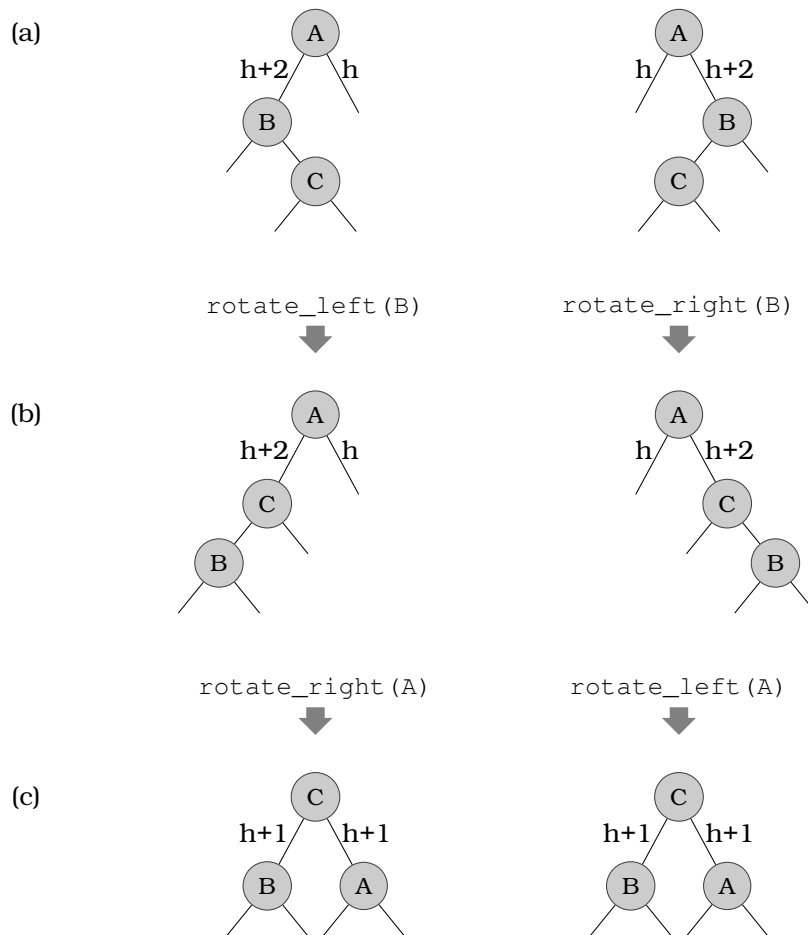 (a)
A A
h+2 h h h+2
B B
C C
rotate_left(B) rotate_right(B)
(b)
A A
h+2 h h h+2
C C
B B
rotate_right(A) rotate_left(A)
(c)
C C
h+1 h+1 h+1 h+1
B A B A